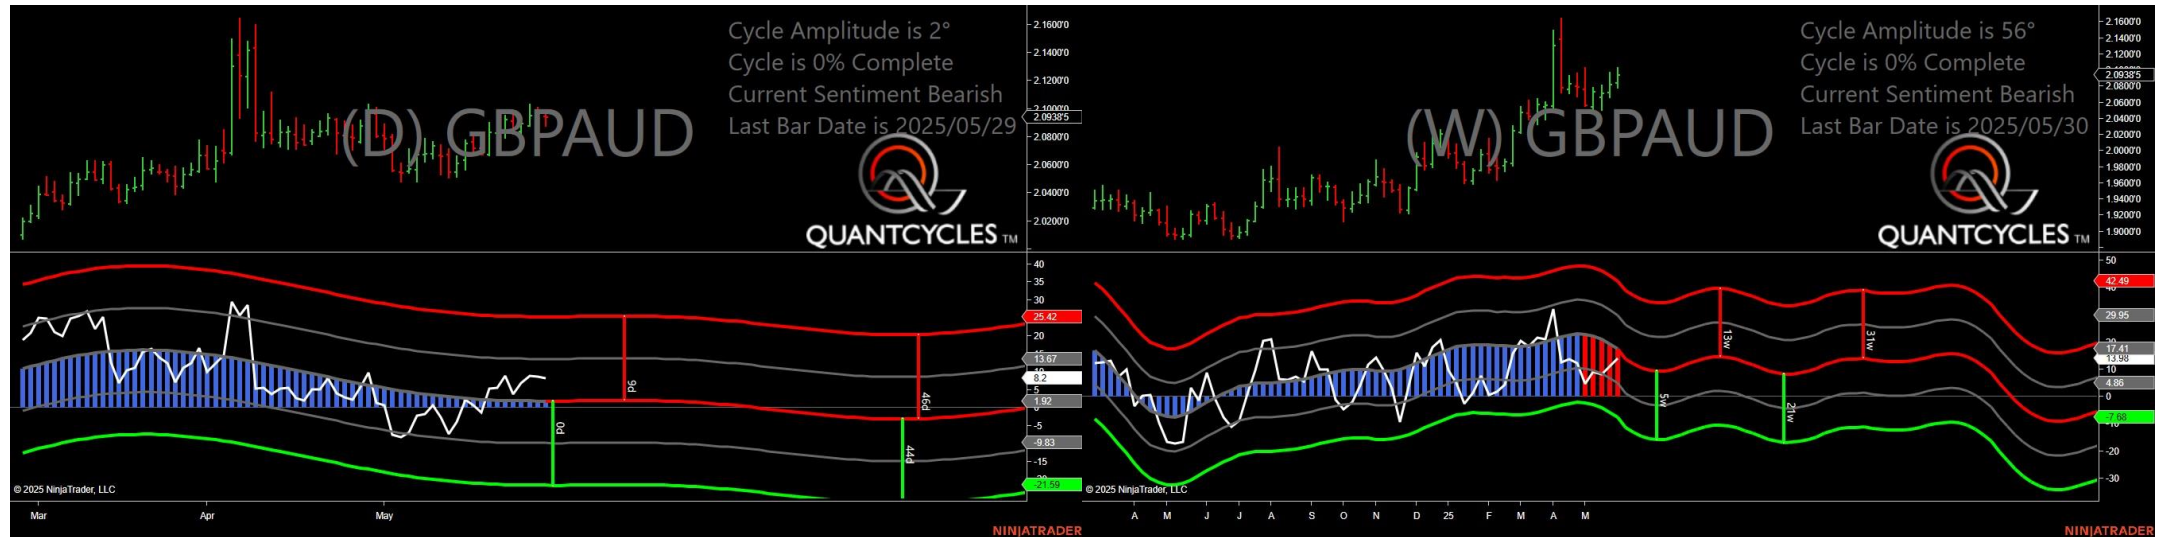 Cycle Amplitude is 2°
Cycle is 0% Complete
Current Sentiment Bearish
Last Bar Date is 2025/05/29
(D) GBPAUD
QUANTCYCLES TM
2.1600'0
2.1400'0
2.1200'0
2.1000'0
2.0938'5
2.0800'0
2.0600'0
2.0400'0
2.0200'0
40
35
30
25.42
20
13.67
8.2
5
1.92
-5
-9.83
-15
-21.59
9d
46d
0d
44d
© 2025 NinjaTrader, LLC
Mar
Apr
May
NINJATRADER
Cycle Amplitude is 56°
Cycle is 0% Complete
Current Sentiment Bearish
Last Bar Date is 2025/05/30
(W) GBPAUD
QUANTCYCLES TM
2.1600'0
2.1400'0
2.1200'0
2.0938'5
2.0800'0
2.0600'0
2.0400'0
2.0200'0
2.0000'0
1.9800'0
1.9600'0
1.9400'0
1.9200'0
1.9000'0
50
42.49
29.95
17.41
13.98
10
4.86
0
-7.68
-20
-30
13w
31w
5w
21w
© 2025 NinjaTrader, LLC
A
M
J
J
A
S
O
N
D
25
F
M
A
M
NINJATRADER